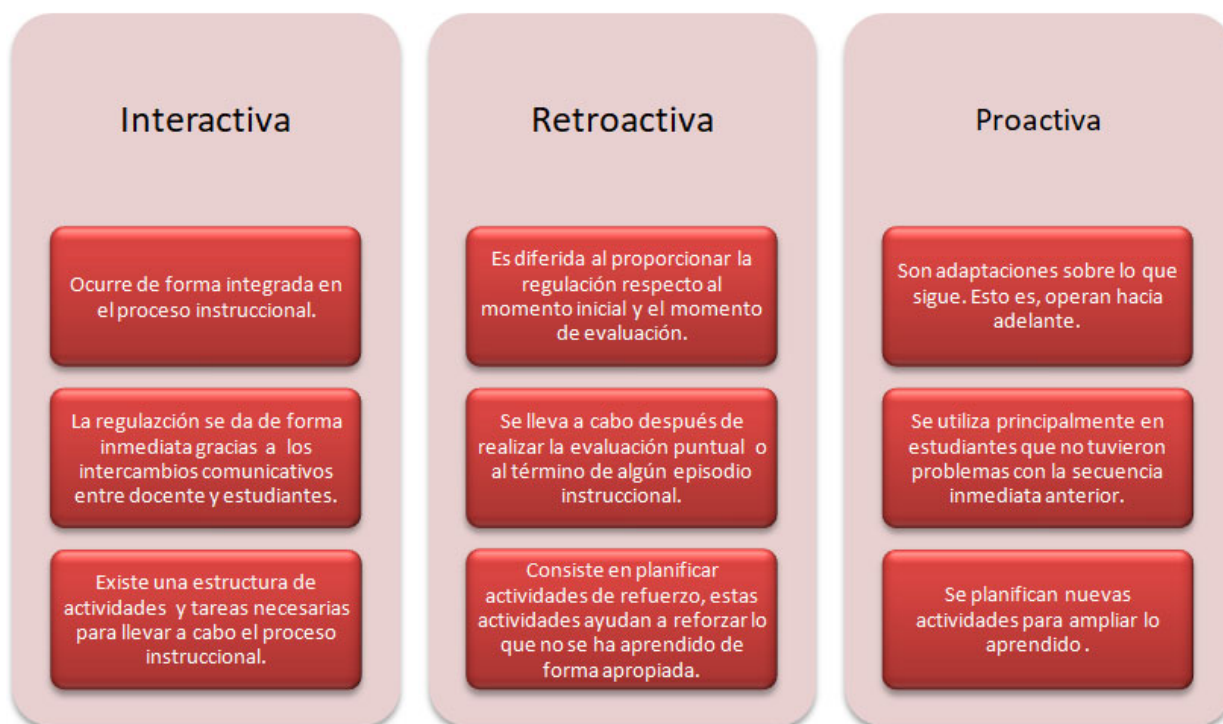 Interactiva
Ocurre de forma integrada en
el proceso instruccional.
La regulazción se da de forma
inmediata gracias a los
intercambios comunicativos
entre docente y estudiantes.
Existe una estructura de
actividades y tareas necesarias
para llevar a cabo el proceso
instruccional.
Retroactiva
Es diferida al proporcionar la
regulación respecto al
momento inicial y el momento
de evaluación.
Se lleva a cabo después de
realizar la evaluación puntual o
al término de algún episodio
instruccional.
Consiste en planificar
actividades de refuerzo, estas
actividades ayudan a reforzar lo
que no se ha aprendido de
forma apropiada.
Proactiva
Son adaptaciones sobre lo que
sigue. Esto es, operan hacia
adelante.
Se utiliza principalmente en
estudiantes que no tuvieron
problemas con la secuencia
inmediata anterior.
Se planifican nuevas
actividades para ampliar lo
aprendido .